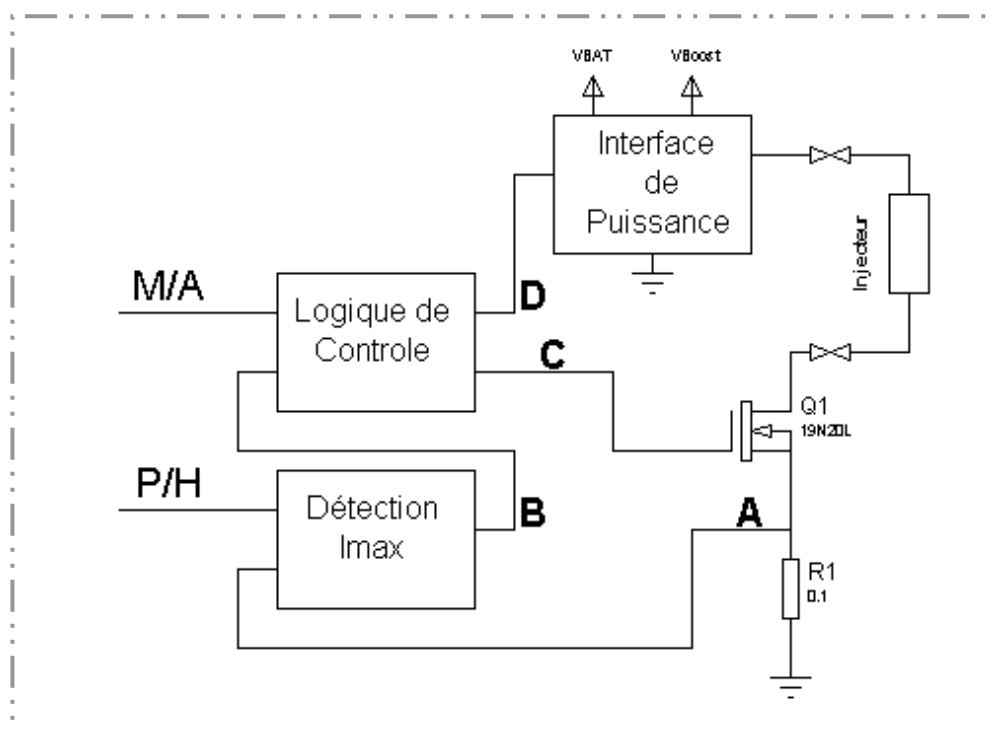 VBAT VBoost
Interface
de
Puissance
Injecteur
M/A
Logique de
Controle
D
C
Q1
19N20L
P/H
Détection
Imax
B
A
R1
0.1